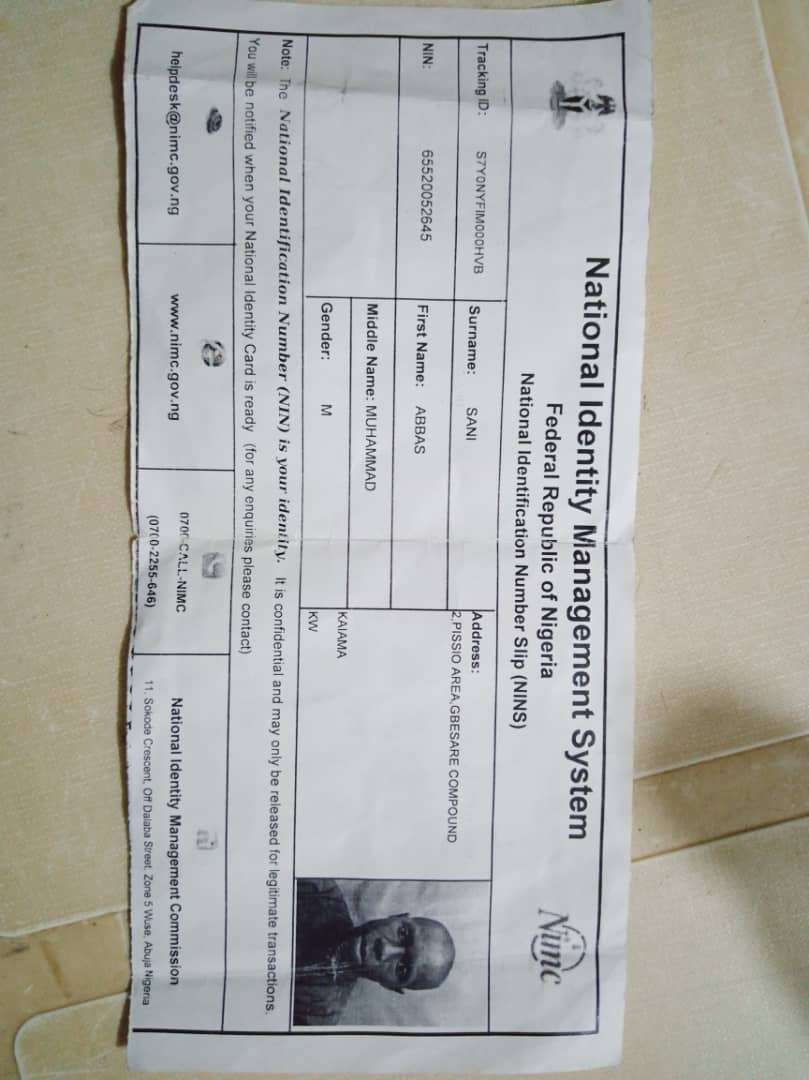 National Identity Management System
Federal Republic of Nigeria
National Identification Number Slip (NINS)
Nimc
Tracking ID: S7Y0NYFIM000HVB
Surname: SANI
Address:
2,PISSIO AREA,GBESARE COMPOUND
NIN: 65520052645
First Name: ABBAS
Middle Name: MUHAMMAD
KAIAMA
Gender: M
KW
Note: The National Identification Number (NIN) is your identity. It is confidential and may only be released for legitimate transactions.
You will be notified when your National Identity Card is ready (for any enquiries please contact)
helpdesk@nimc.gov.ng
www.nimc.gov.ng
0700-CALL-NIMC
(0700-2255-646)
National Identity Management Commission
11, Sokode Crescent, Off Dalaba Street, Zone 5 Wuse, Abuja Nigeria